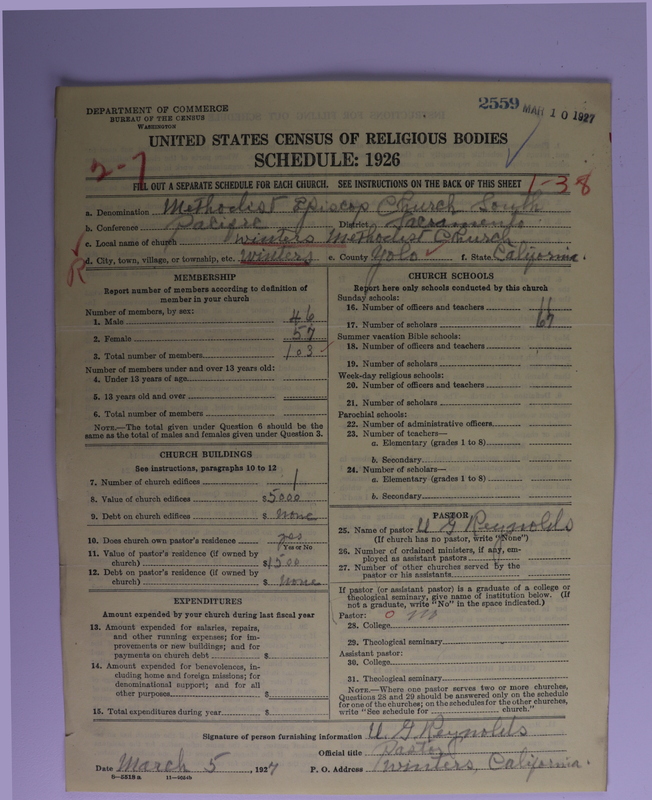 DEPARTMENT OF COMMERCE
BUREAU OF THE CENSUS
WASHINGTON
2559 MAR 10 1927
UNITED STATES CENSUS OF RELIGIOUS BODIES
SCHEDULE: 1926
2-7
FILL OUT A SEPARATE SCHEDULE FOR EACH CHURCH. SEE INSTRUCTIONS ON THE BACK OF THIS SHEET
1-38
a. Denomination Methodist Episcop Church South
b. Conference Pacific District Sacramento
c. Local name of church Winters Methodist Church
d. City, town, village, or township, etc. Winters e. County Yolo f. State California.
R
MEMBERSHIP
Report number of members according to definition of
member in your church
Number of members, by sex:
1. Male 46
2. Female 57
3. Total number of members 103
Number of members under and over 13 years old:
4. Under 13 years of age
5. 13 years old and over
6. Total number of members
NOTE.—The total given under Question 6 should be the
same as the total of males and females given under Question 3.
CHURCH BUILDINGS
See instructions, paragraphs 10 to 12
7. Number of church edifices 1
8. Value of church edifices $5000
9. Debt on church edifices $ None
10. Does church own pastor's residence? yes
(Yes or No)
11. Value of pastor's residence (if owned by
church) $1500
12. Debt on pastor's residence (if owned by
church) $ None
EXPENDITURES
Amount expended by your church during last fiscal year
13. Amount expended for salaries, repairs,
and other running expenses; for im-
provements or new buildings; and for
payments on church debt $
14. Amount expended for benevolences, in-
cluding home and foreign missions; for
denominational support; and for all
other purposes $
15. Total expenditures during year $
CHURCH SCHOOLS
Report here only schools conducted by this church
Sunday schools:
16. Number of officers and teachers 11
17. Number of scholars 67
Summer vacation Bible schools:
18. Number of officers and teachers
19. Number of scholars
Week-day religious schools:
20. Number of officers and teachers
21. Number of scholars
Parochial schools:
22. Number of administrative officers
23. Number of teachers—
a. Elementary (grades 1 to 8)
b. Secondary
24. Number of scholars—
a. Elementary (grades 1 to 8)
b. Secondary
PASTOR
25. Name of pastor U G Reynolds
(If church has no pastor, write "None")
26. Number of ordained ministers, if any, em-
ployed as assistant pastors
27. Number of other churches served by the
pastor or his assistants
If pastor (or assistant pastor) is a graduate of a college or
theological seminary, give name of institution below. (If
not a graduate, write "No" in the space indicated.)
Pastor: 0 No
28. College
29. Theological seminary
Assistant pastor:
30. College
31. Theological seminary
NOTE.—Where one pastor serves two or more churches,
Questions 28 and 29 should be answered only on the schedule
for one of the churches; on the schedules for the other churches,
write "See schedule for church."
Signature of person furnishing information U. G. Reynolds
Official title Pastor
Date March 5, 1927 P. O. Address Winters, California.